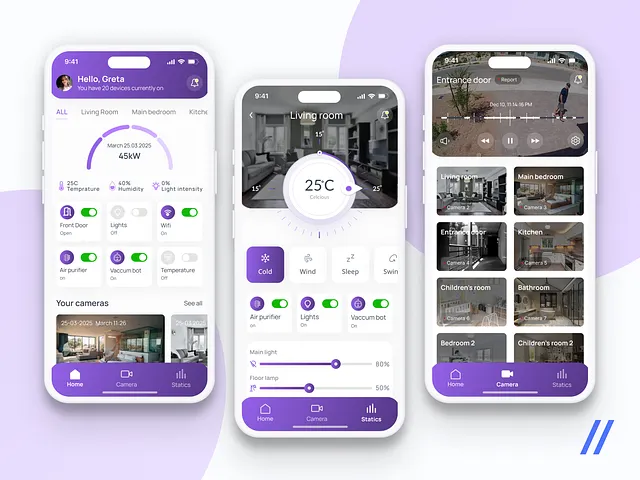 9:41
Hello, Greta
You have 20 devices currently on
ALL Living Room Main bedroom Kitche
March 25.03.2025
45kW
25C
Temprature
40%
Humidity
0%
Light intensity
Front Door
Open
Lights
Off
Wifi
On
Air purifier
on
Vaccum bot
On
Temperature
Off
Your cameras
See all
25-03-2025 March 11:26
25-03
Home
Camera
Statics
9:41
Living room
15°
15°
25°
25°C
Celcious
Cold
Wind
Sleep
Swin
Air purifier
on
Lights
On
Vaccum bot
On
Main light
80%
Floor lamp
50%
Home
Camera
Statics
9:41
Entrance door
Report
Dec 10, 11:14:16 PM
Living room
Camera 2
Main bedroom
Camera 3
Entrance door
Camera 4
Kitchen
Camera 5
Children's room
Camera 6
Bathroom
Camera 7
Bedroom 2
Children's room 2
Home
Camera
Statics